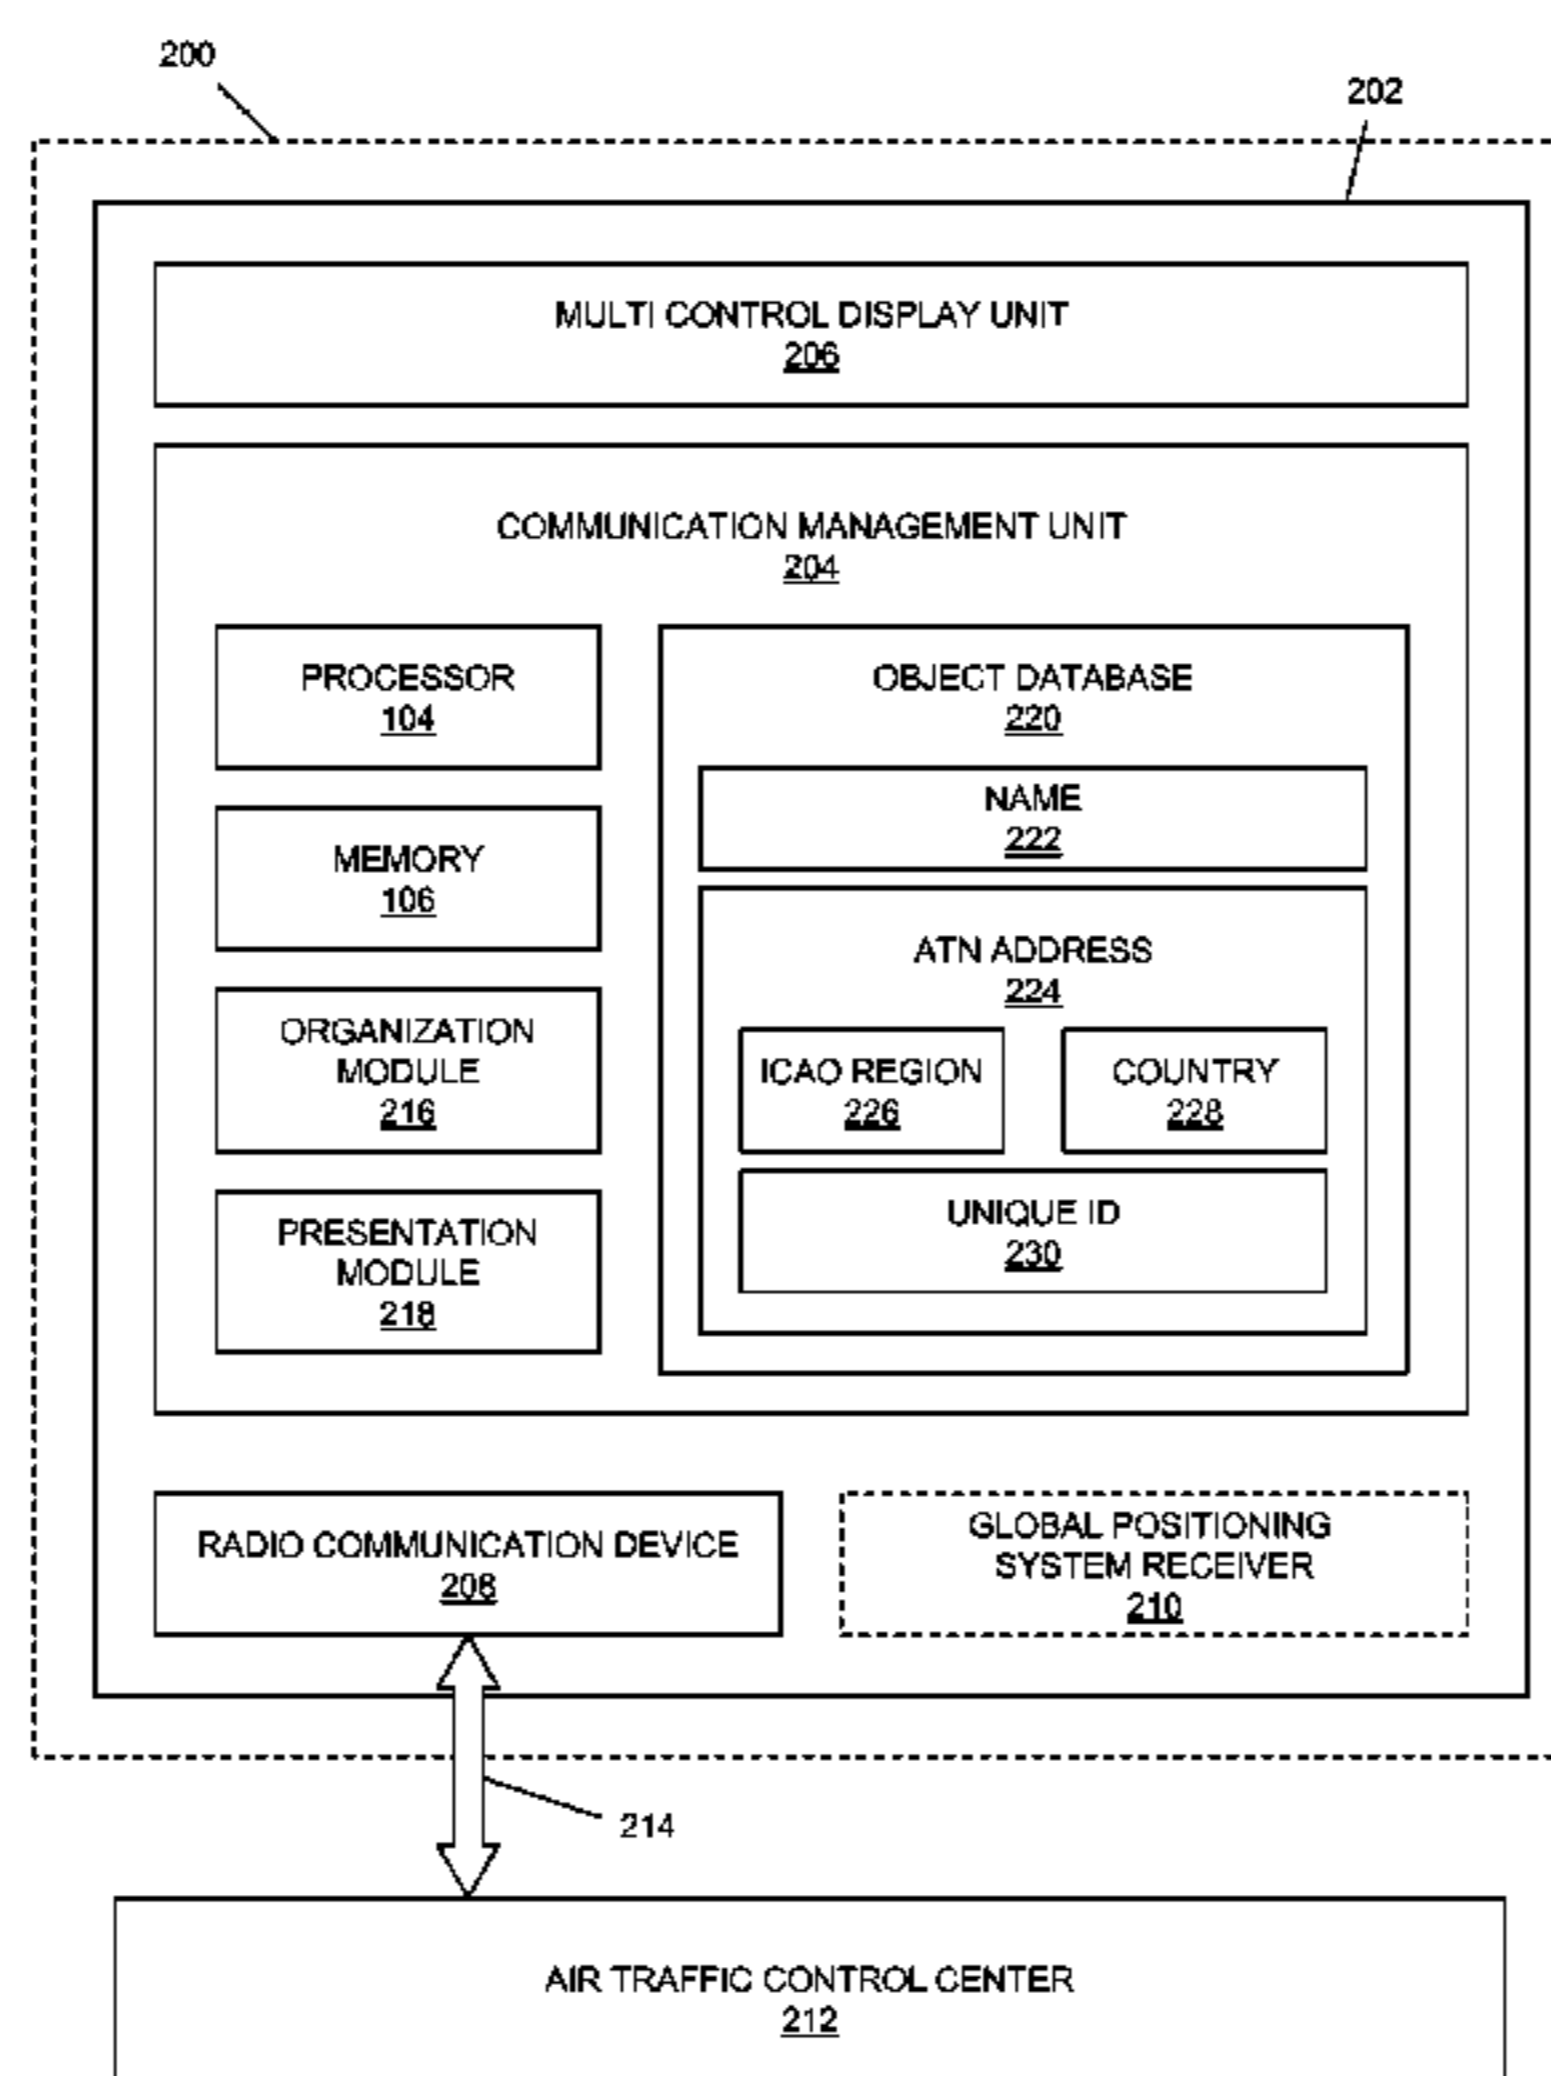 200
202
MULTI CONTROL DISPLAY UNIT
206
COMMUNICATION MANAGEMENT UNIT
204
PROCESSOR
104
MEMORY
106
ORGANIZATION
MODULE
216
PRESENTATION
MODULE
218
OBJECT DATABASE
220
NAME
222
ATN ADDRESS
224
ICAO REGION
226
COUNTRY
228
UNIQUE ID
230
RADIO COMMUNICATION DEVICE
208
GLOBAL POSITIONING
SYSTEM RECEIVER
210
214
AIR TRAFFIC CONTROL CENTER
212